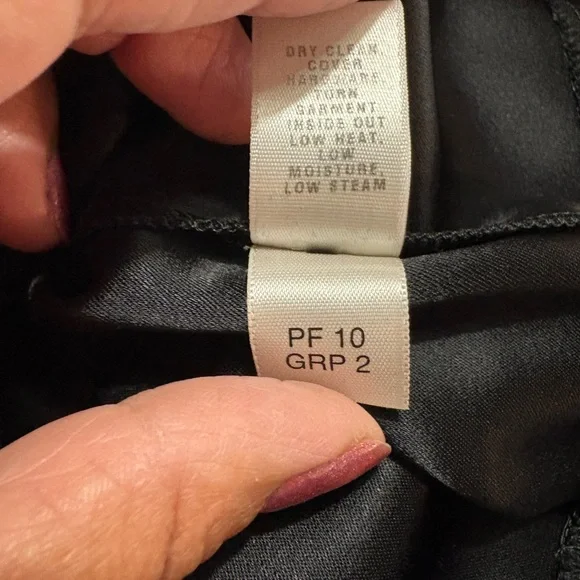 DRY CLEAN,
COVER
HARDWARE,
TURN
GARMENT
INSIDE OUT
LOW HEAT,
LOW
MOISTURE,
LOW STEAM
PF 10
GRP 2